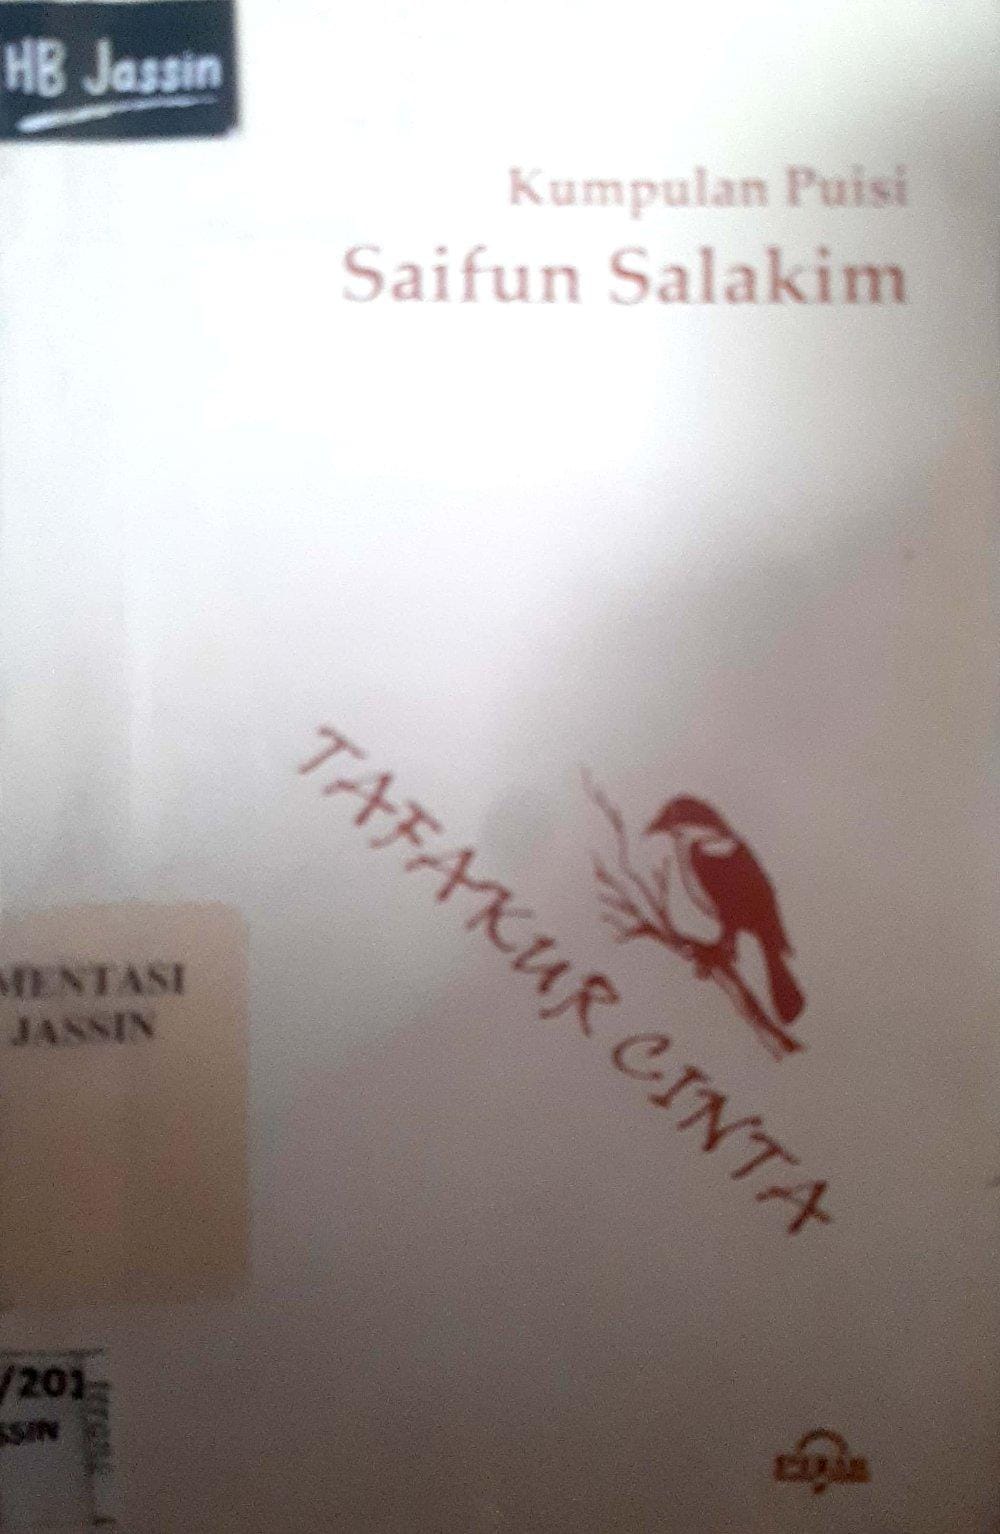 HB Jassin
Kumpulan Puisi
Saifun Salakim
TAFAKUR CINTA
MENTASI
JASSIN
/201
SSIN